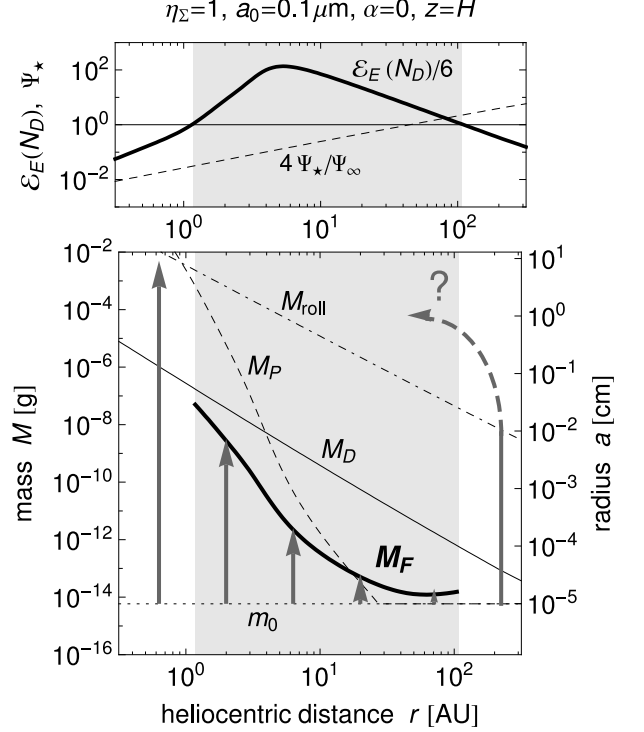 η_Σ=1, a_0=0.1μm, α=0, z=H
ℰ_E(N_D), Ψ_⋆
10^2
10^0
10^-2
ℰ_E(N_D)/6
4 Ψ_⋆/Ψ_∞
10^0 10^1 10^2
mass M [g]
10^-2
10^-4
10^-6
10^-8
10^-10
10^-12
10^-14
10^-16
M_roll
?
M_P
M_D
M_F
m_0
10^1
10^0
10^-1
10^-2
10^-3
10^-4
10^-5
radius a [cm]
10^0 10^1 10^2
heliocentric distance r [AU]